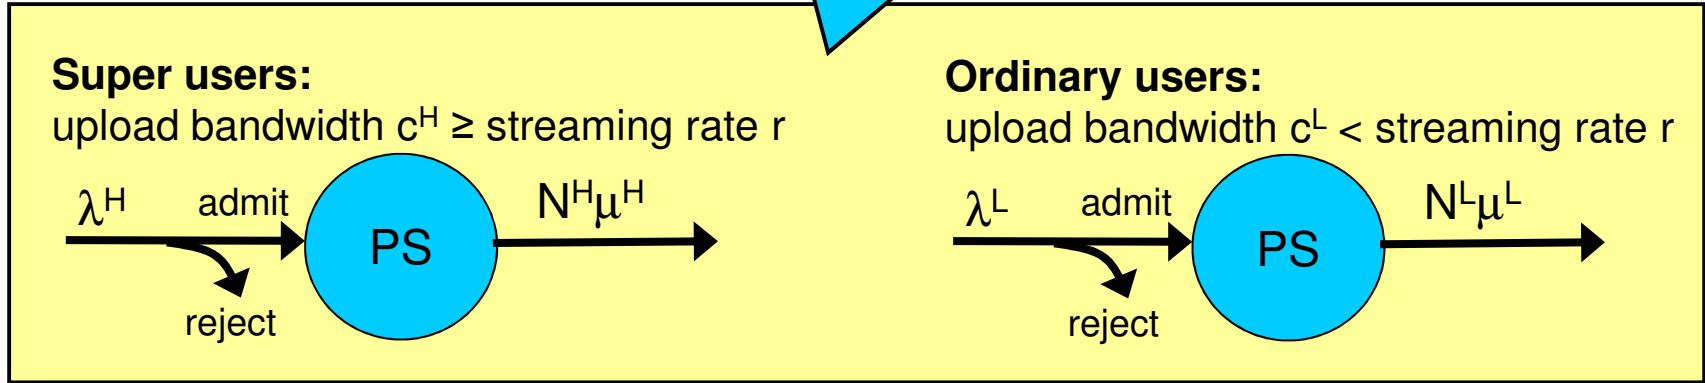 Super users:
upload bandwidth cᴴ ≥ streaming rate r
λᴴ
admit
Nᴴμᴴ
PS
reject
Ordinary users:
upload bandwidth cᴸ < streaming rate r
λᴸ
admit
Nᴸμᴸ
PS
reject